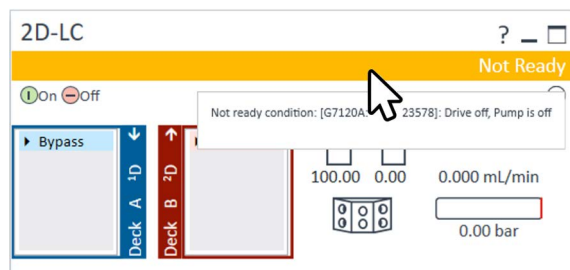 2D-LC
?
Not Ready
On Off
Not ready condition: [G7120A: 23578]: Drive off, Pump is off
Bypass
Deck A ¹D
Deck B ²D
100.00 0.00 0.000 mL/min
0.00 bar